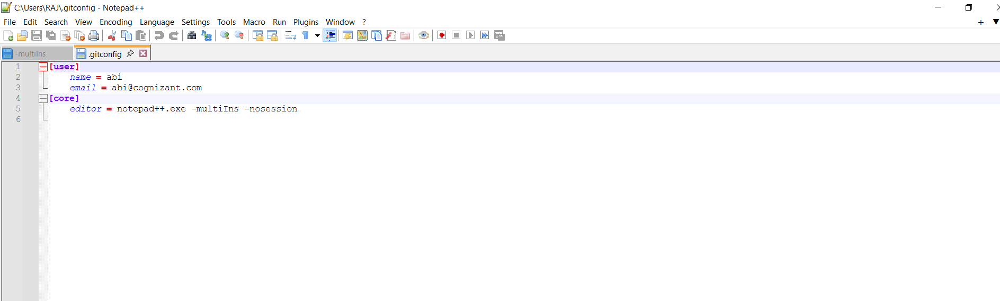 C:\Users\RAJ\.gitconfig - Notepad++
File Edit Search View Encoding Language Settings Tools Macro Run Plugins Window ?
-multiIns
.gitconfig
1 [user]
2 name = abi
3 email = abi@cognizant.com
4 [core]
5 editor = notepad++.exe -multiIns -nosession
6